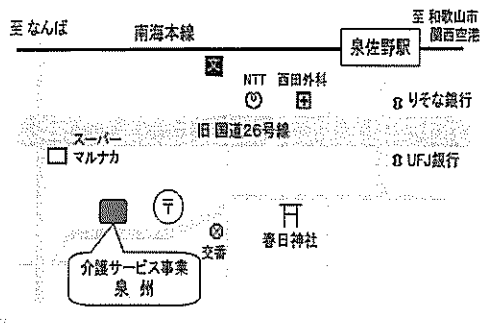 至 なんば
南海本線
至 和歌山市
関西空港
泉佐野駅
文
NTT
西田外科
りそな銀行
旧 国道26号線
スーパー
マルナカ
UFJ銀行
〒
交番
春日神社
介護サービス事業
泉 州